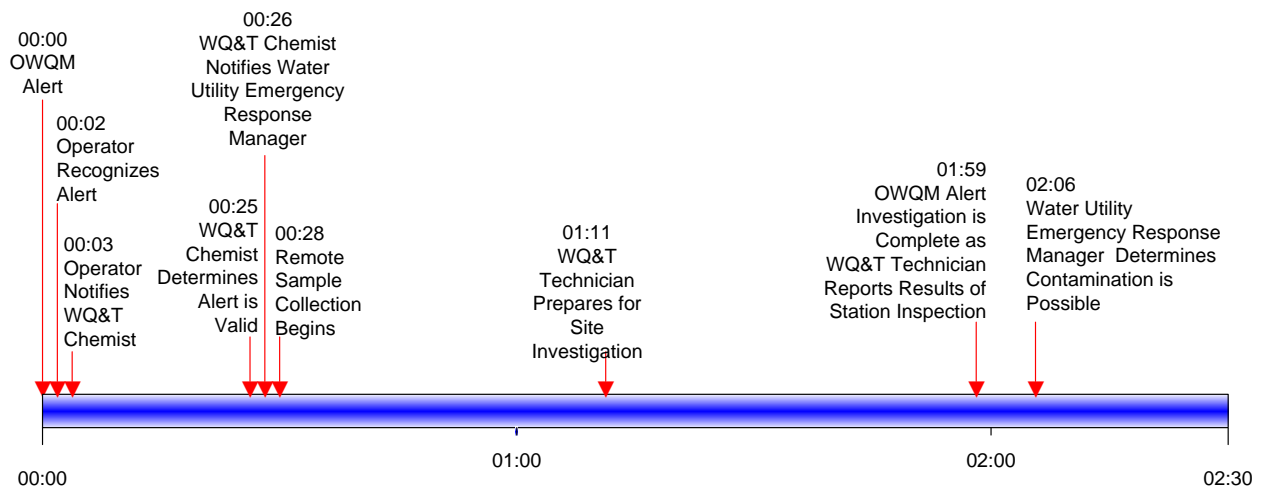 00:00
OWQM
Alert
00:02
Operator
Recognizes
Alert
00:03
Operator
Notifies
WQ&T
Chemist
00:25
WQ&T
Chemist
Determines
Alert is
Valid
00:26
WQ&T Chemist
Notifies Water
Utility Emergency
Response
Manager
00:28
Remote
Sample
Collection
Begins
01:11
WQ&T
Technician
Prepares for
Site
Investigation
01:59
OWQM Alert
Investigation is
Complete as
WQ&T Technician
Reports Results of
Station Inspection
02:06
Water Utility
Emergency Response
Manager Determines
Contamination is
Possible
00:00
01:00
02:00
02:30